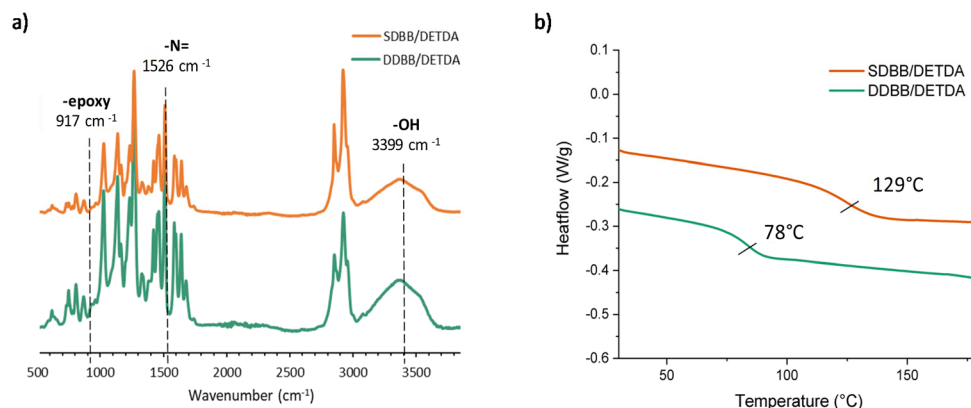 a)
SDBB/DETDA
DDBB/DETDA
-N=
1526 cm -1
-epoxy
917 cm -1
-OH
3399 cm -1
500 1000 1500 2000 2500 3000 3500
Wavenumber (cm-1)
b)
0.1
0.0
-0.1
-0.2
-0.3
-0.4
-0.5
-0.6
Heatflow (W/g)
SDBB/DETDA
DDBB/DETDA
129°C
78°C
50 100 150
Temperature (°C)